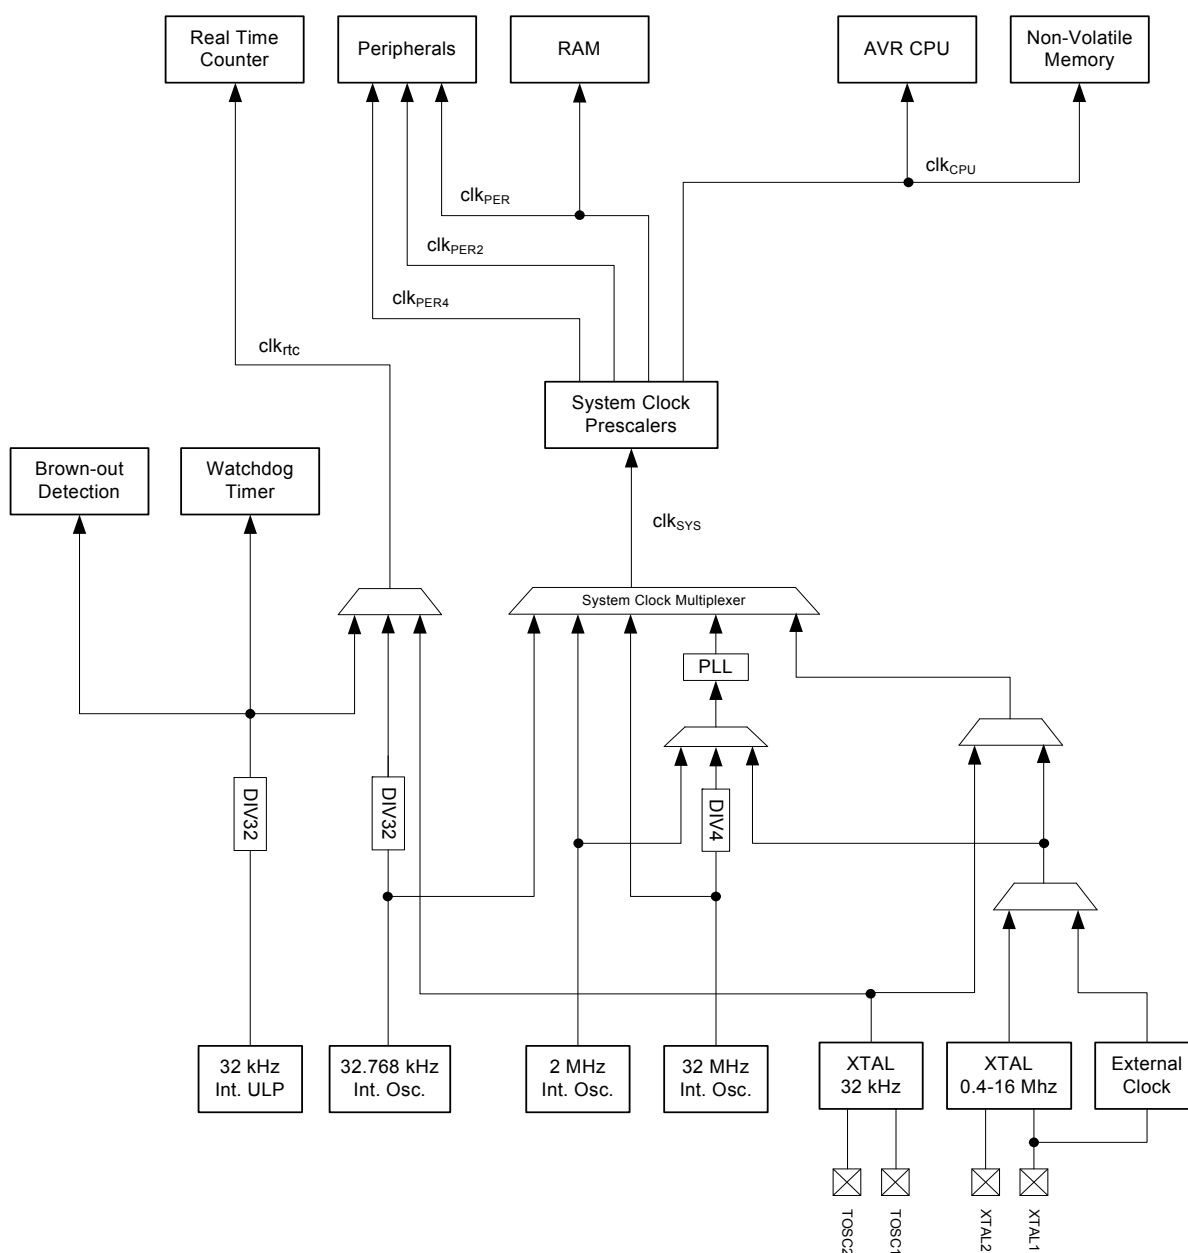 Real Time
Counter
Peripherals
RAM
AVR CPU
Non-Volatile
Memory
clkCPU
clkPER
clkPER2
clkPER4
clkrtc
System Clock
Prescalers
Brown-out
Detection
Watchdog
Timer
clkSYS
System Clock Multiplexer
PLL
DIV32
DIV32
DIV4
32 kHz
Int. ULP
32.768 kHz
Int. Osc.
2 MHz
Int. Osc.
32 MHz
Int. Osc.
XTAL
32 kHz
XTAL
0.4-16 Mhz
External
Clock
TOSC2
TOSC1
XTAL2
XTAL1